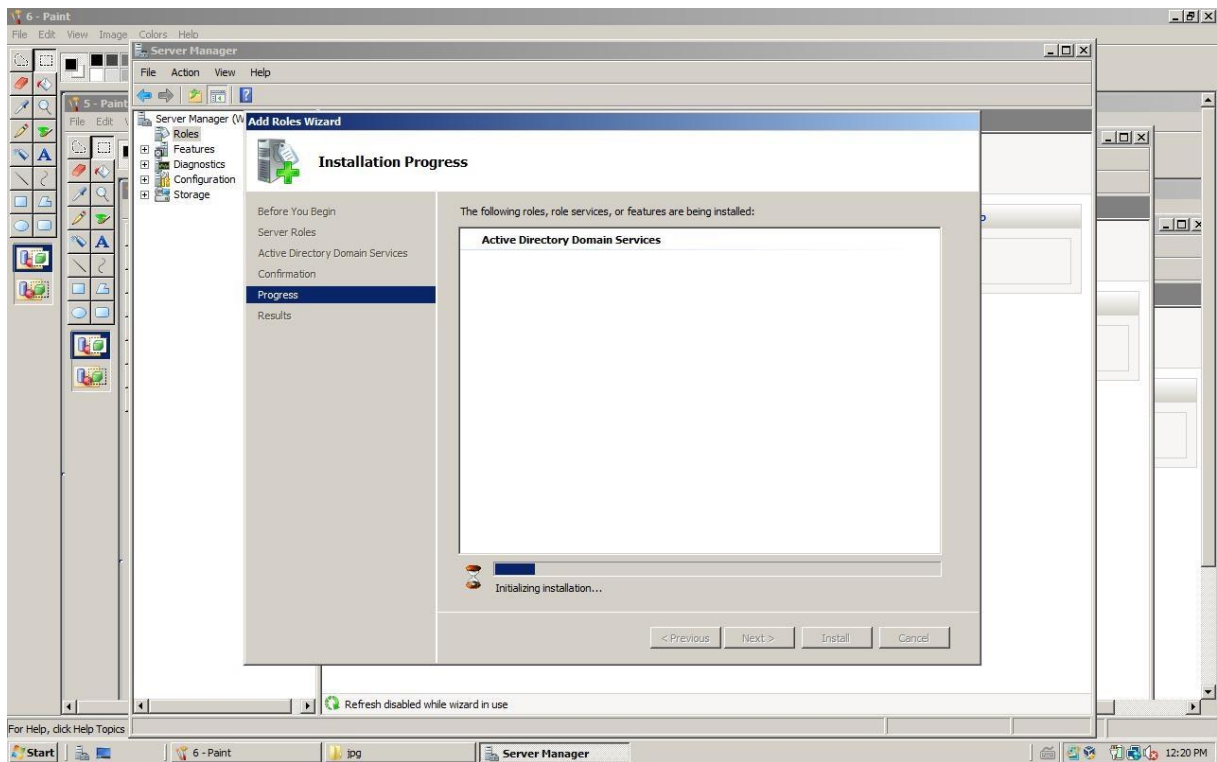 6 - Paint
File Edit View Image Colors Help
Server Manager
File Action View Help
5 - Paint
File Edit
Server Manager (W
Roles
Features
Diagnostics
Configuration
Storage
Add Roles Wizard
Installation Progress
Before You Begin
Server Roles
Active Directory Domain Services
Confirmation
Progress
Results
The following roles, role services, or features are being installed:
Active Directory Domain Services
Initializing installation...
< Previous
Next >
Install
Cancel
Refresh disabled while wizard in use
For Help, click Help Topics
Start
6 - Paint
jpg
Server Manager
12:20 PM